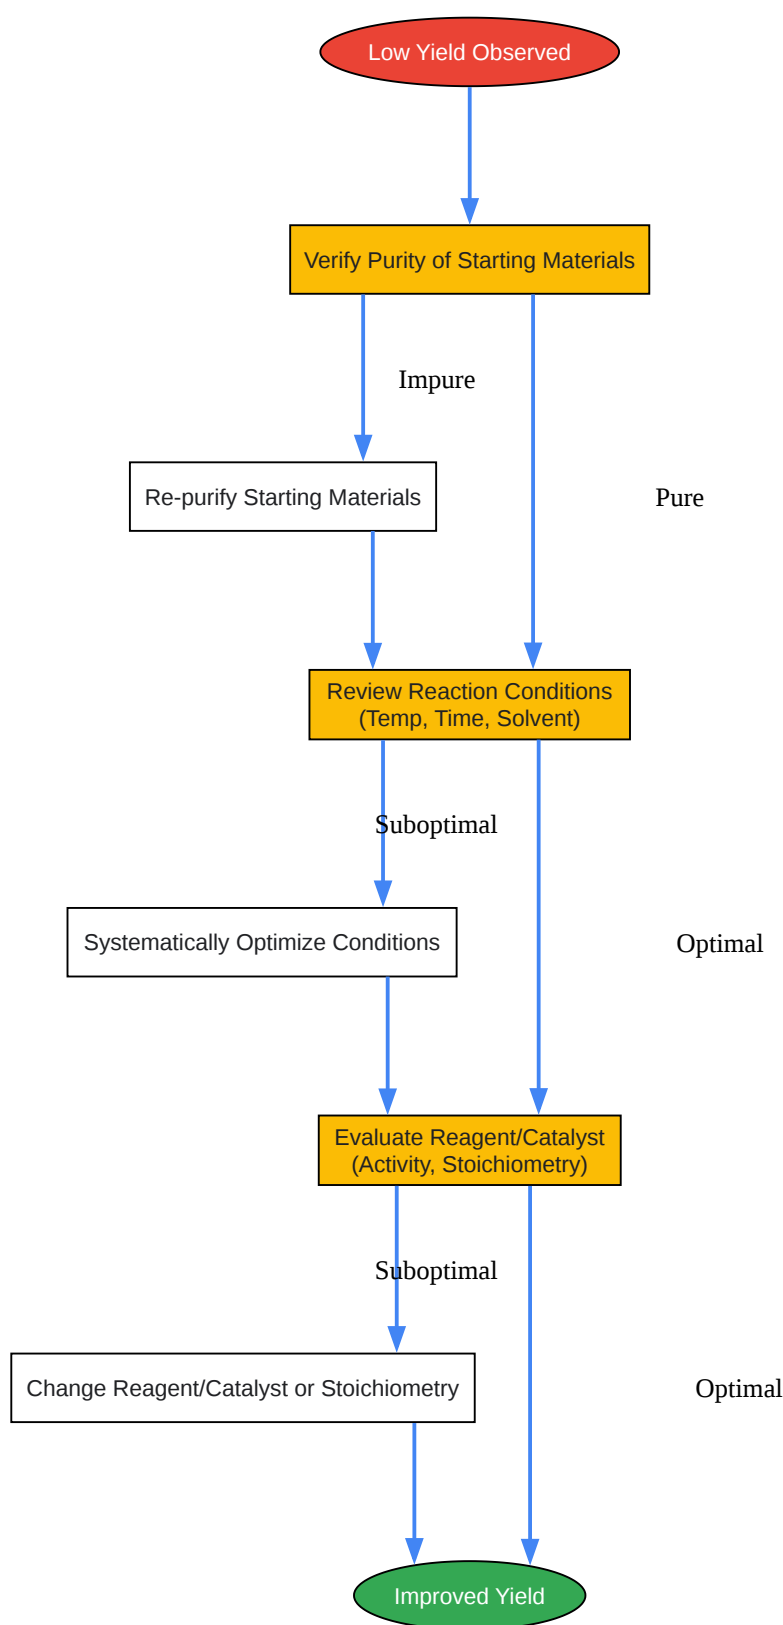 Low Yield Observed
Verify Purity of Starting Materials
Impure
Re-purify Starting Materials
Pure
Review Reaction Conditions
(Temp, Time, Solvent)
Suboptimal
Systematically Optimize Conditions
Optimal
Evaluate Reagent/Catalyst
(Activity, Stoichiometry)
Suboptimal
Change Reagent/Catalyst or Stoichiometry
Optimal
Improved Yield